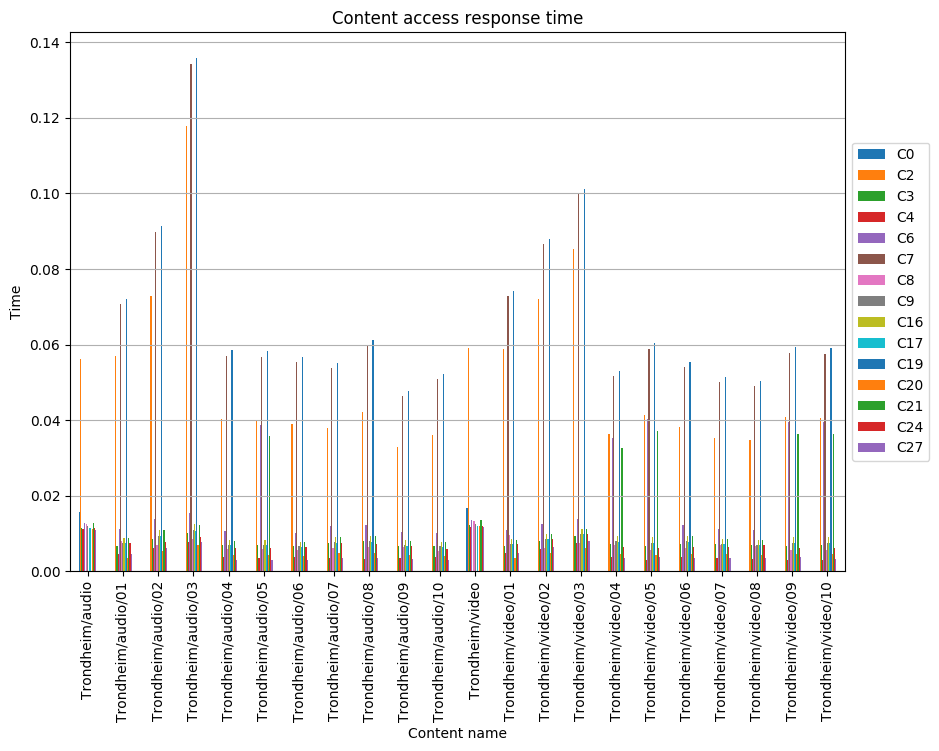 Content access response time
0.14
0.12
0.10
0.08
0.06
0.04
0.02
0.00
Time
Trondheim/audio
Trondheim/audio/01
Trondheim/audio/02
Trondheim/audio/03
Trondheim/audio/04
Trondheim/audio/05
Trondheim/audio/06
Trondheim/audio/07
Trondheim/audio/08
Trondheim/audio/09
Trondheim/audio/10
Trondheim/video
Trondheim/video/01
Trondheim/video/02
Trondheim/video/03
Trondheim/video/04
Trondheim/video/05
Trondheim/video/06
Trondheim/video/07
Trondheim/video/08
Trondheim/video/09
Trondheim/video/10
Content name
C0
C2
C3
C4
C6
C7
C8
C9
C16
C17
C19
C20
C21
C24
C27